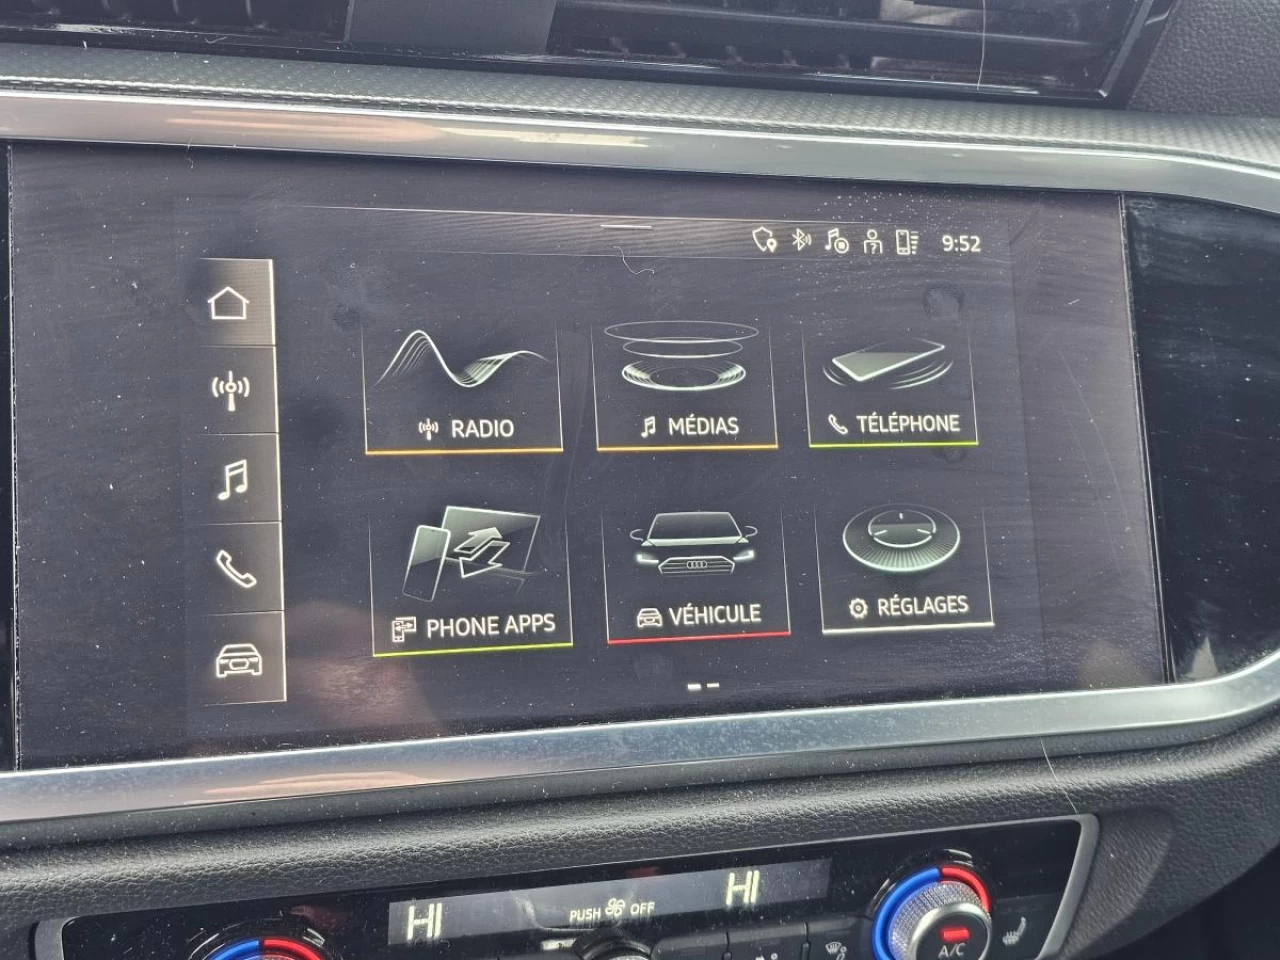 9:52
RADIO
MÉDIAS
TÉLÉPHONE
PHONE APPS
VÉHICULE
RÉGLAGES
HI
PUSH OFF
HI
A/C